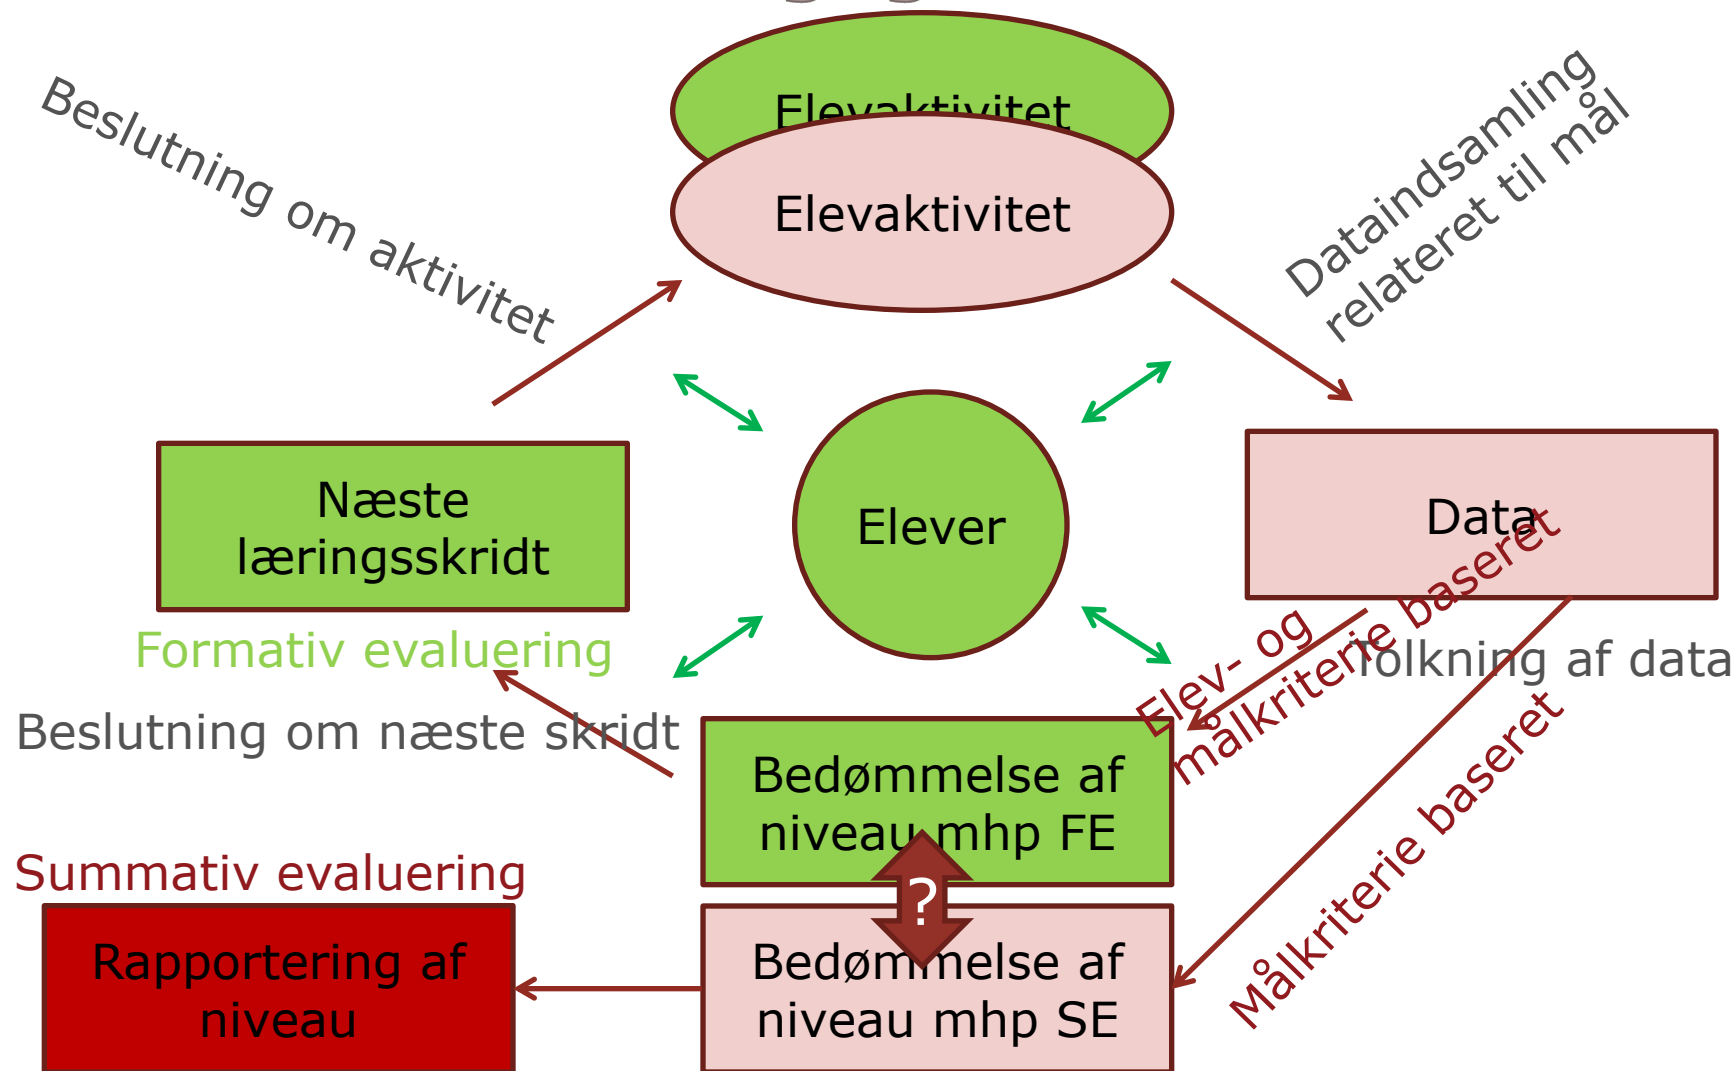 Elevaktivitet
Elevaktivitet
Beslutning om aktivitet
Dataindsamling
relateret til mål
Næste
læringsskridt
Elever
Data
Formativ evaluering
Elev- og
målkriterie baseret
Tolkning af data
Beslutning om næste skridt
Bedømmelse af
niveau mhp FE
Målkriterie baseret
?
Summativ evaluering
Rapportering af
niveau
Bedømmelse af
niveau mhp SE